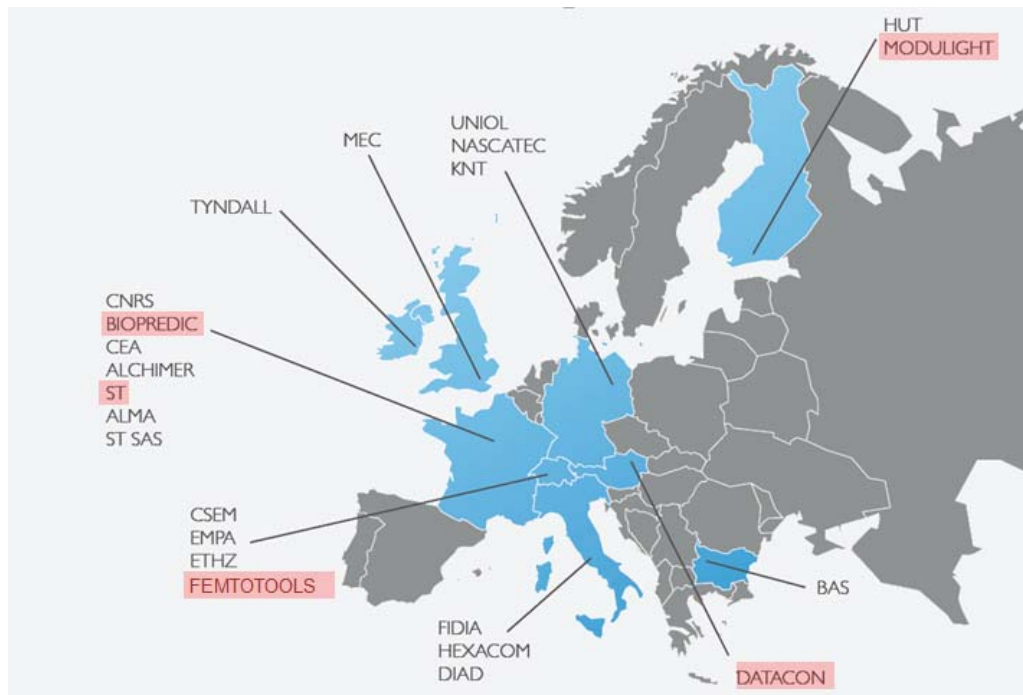 HUT
MODULIGHT
UNIOL
NASCATEC
KNT
MEC
TYNDALL
CNRS
BIOPREDIC
CEA
ALCHIMER
ST
ALMA
ST SAS
CSEM
EMPA
ETHZ
FEMTOTOOLS
BAS
FIDIA
HEXACOM
DIAD
DATACON